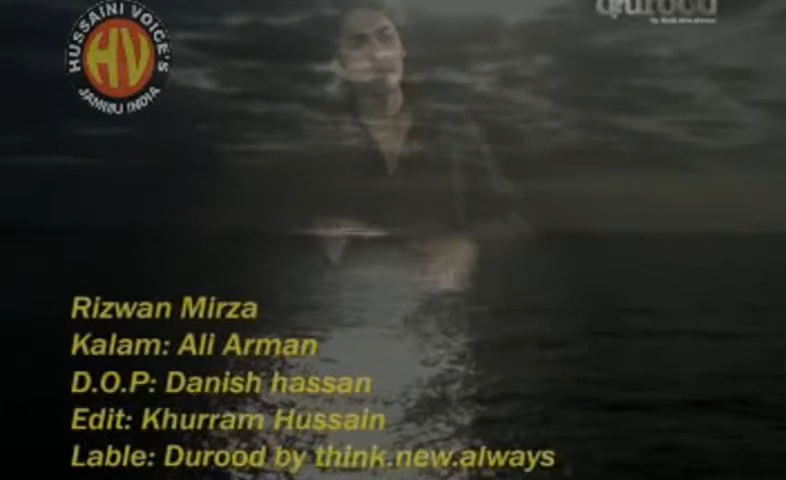 HUSSAINI VOICE'S
HV
JAMMU INDIA
durood
Rizwan Mirza
Kalam: Ali Arman
D.O.P: Danish hassan
Edit: Khurram Hussain
Lable: Durood by think.new.always